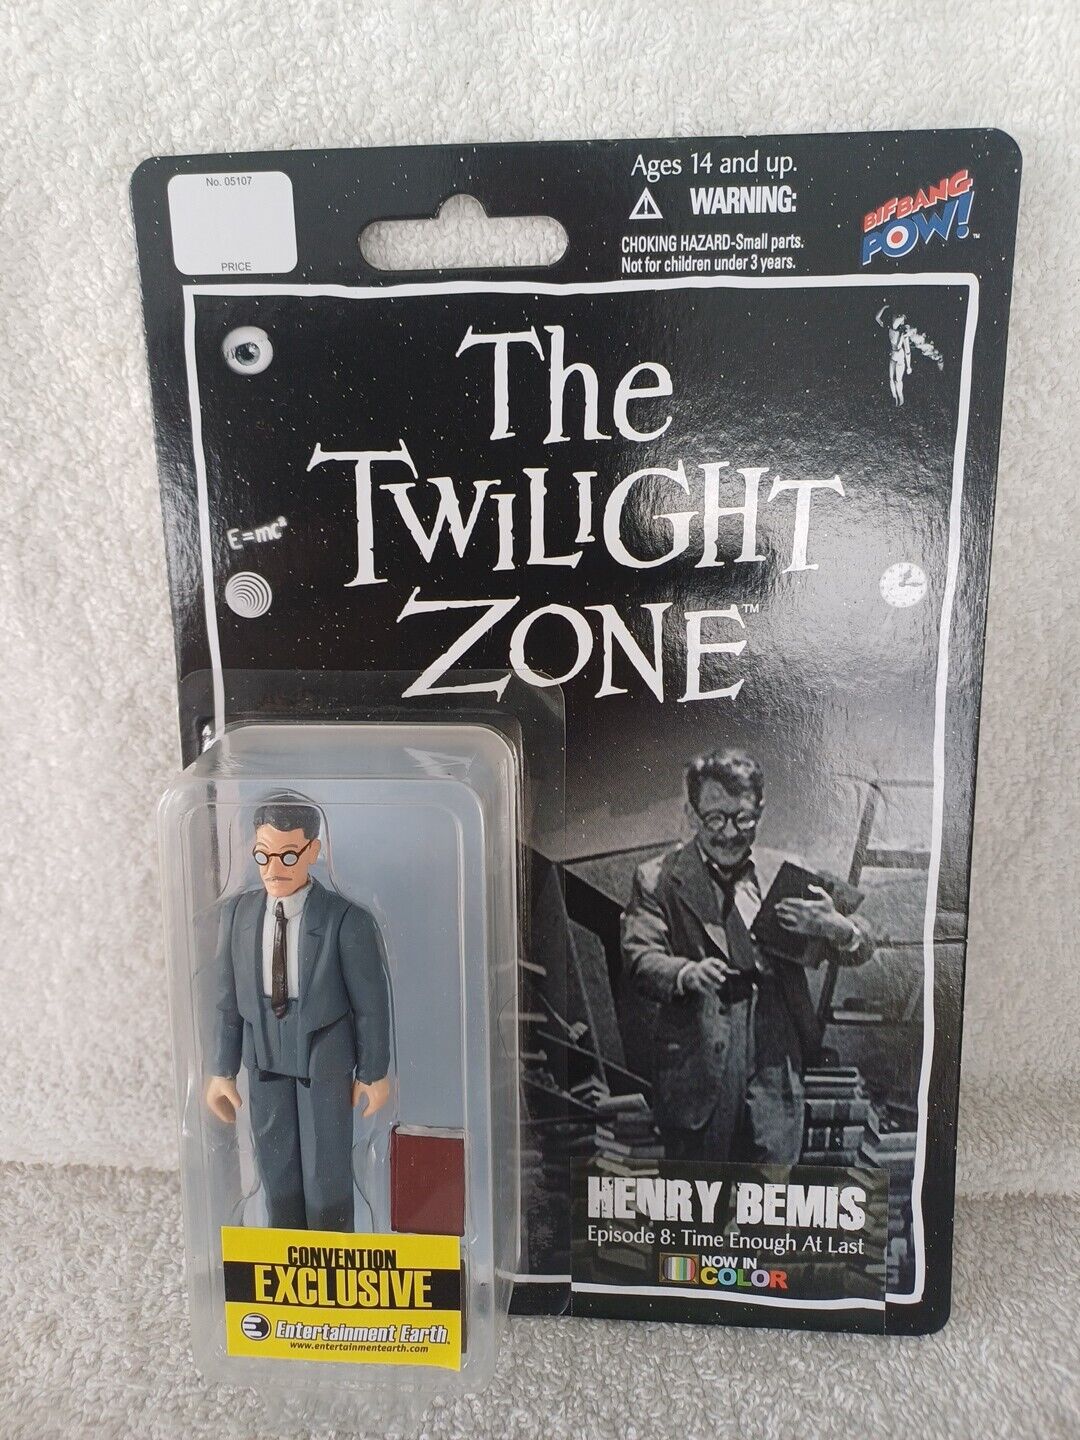 No. 05107
PRICE
Ages 14 and up.
WARNING:
CHOKING HAZARD-Small parts.
Not for children under 3 years.
BIFBANG
POW!™
The
TWILIGHT
ZONE™
E=mc²
HENRY BEMIS
Episode 8: Time Enough At Last
NOW IN
COLOR
CONVENTION
EXCLUSIVE
Entertainment Earth®
www.entertainmentearth.com